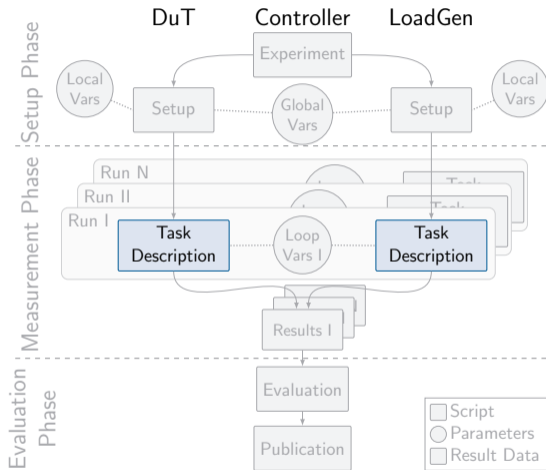 DuT
Controller
LoadGen
Setup Phase
Experiment
Local
Vars
Setup
Global
Vars
Setup
Local
Vars
Measurement Phase
Run N
Run II
Run I
Task
Task
Description
Loop
Vars I
Task
Description
Results I
Evaluation
Phase
Evaluation
Publication
Script
Parameters
Result Data